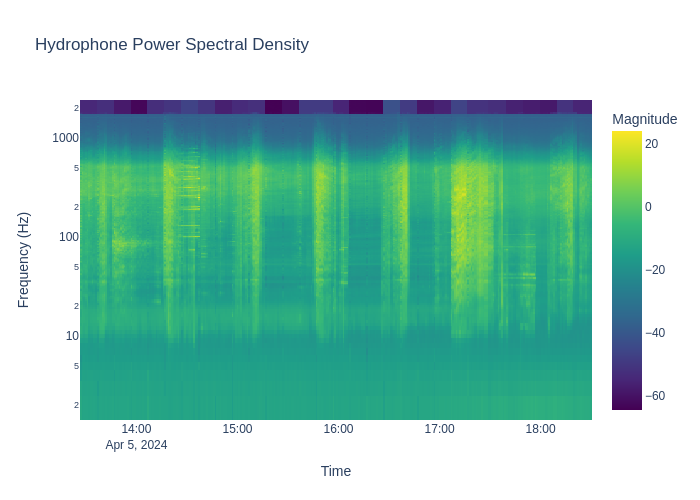 Hydrophone Power Spectral Density
Magnitude
20
0
−20
−40
−60
2
1000
5
2
100
5
2
10
5
2
Frequency (Hz)
14:00 15:00 16:00 17:00 18:00
Apr 5, 2024
Time